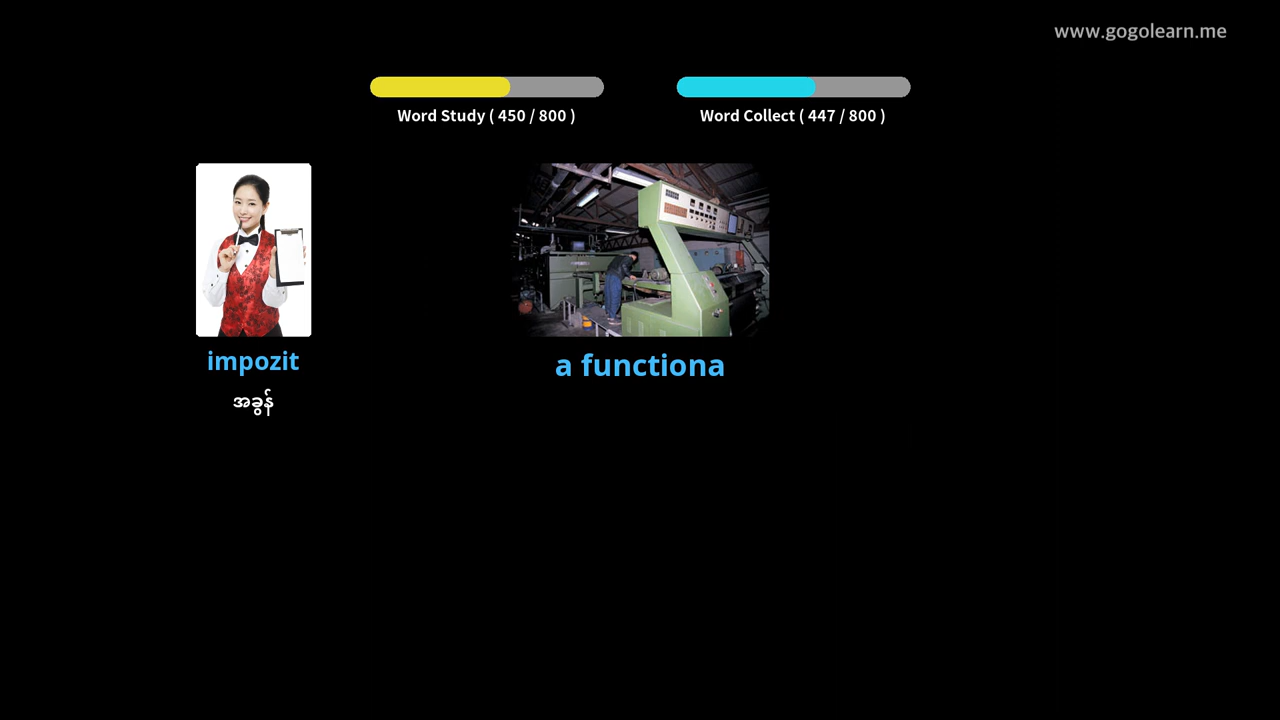 www.gogolearn.me
Word Study ( 450 / 800 )
Word Collect ( 447 / 800 )
impozit
အခွန်
a functiona